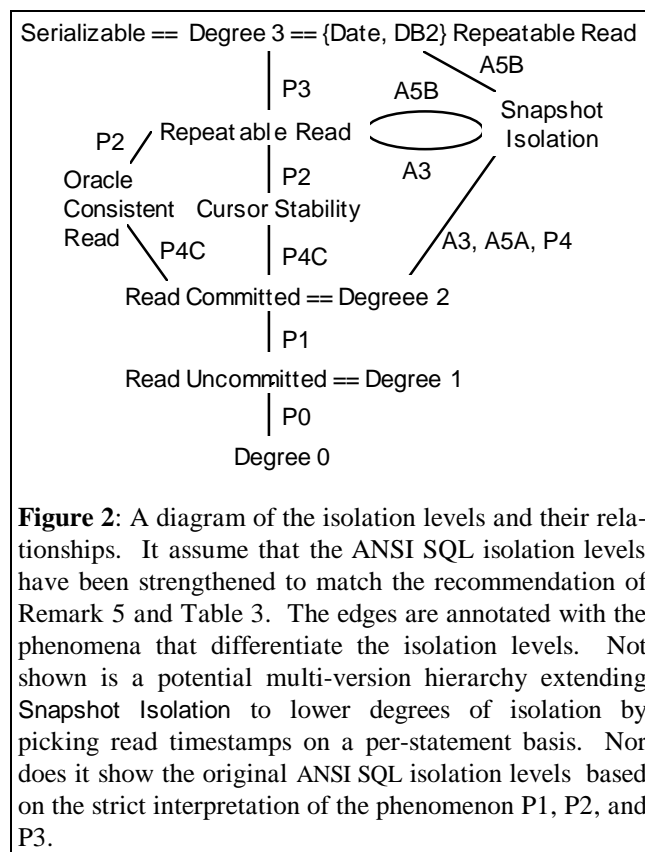 Serializable == Degree 3 == {Date, DB2} Repeatable Read
A5B
P3
A5B
Snapshot
Isolation
P2
Repeatable Read
A3
Oracle
Consistent
Read
P2
Cursor Stability
P4C
P4C
A3, A5A, P4
Read Committed == Degreee 2
P1
Read Uncommitted == Degree 1
P0
Degree 0
Figure 2: A diagram of the isolation levels and their rela-
tionships. It assume that the ANSI SQL isolation levels
have been strengthened to match the recommendation of
Remark 5 and Table 3. The edges are annotated with the
phenomena that differentiate the isolation levels. Not
shown is a potential multi-version hierarchy extending
Snapshot Isolation to lower degrees of isolation by
picking read timestamps on a per-statement basis. Nor
does it show the original ANSI SQL isolation levels based
on the strict interpretation of the phenomenon P1, P2, and
P3.